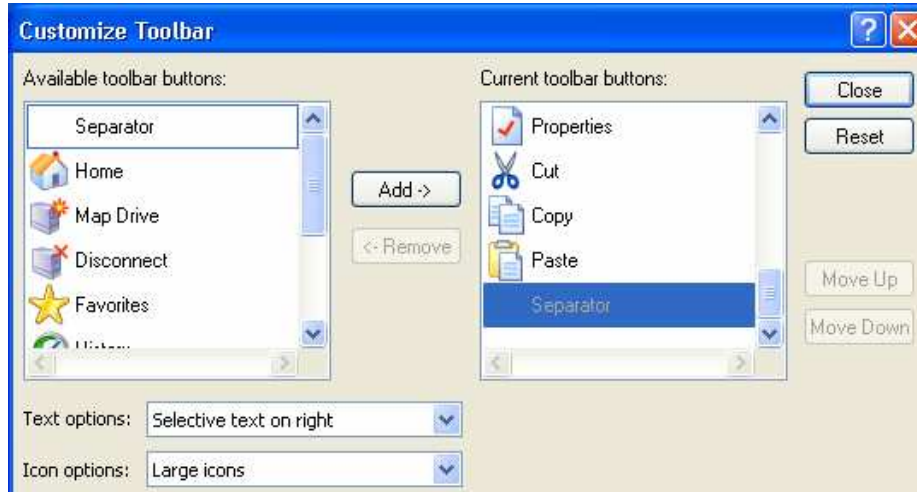 Customize Toolbar
Available toolbar buttons:
Separator
Home
Map Drive
Disconnect
Favorites
Add ->
<- Remove
Current toolbar buttons:
Properties
Cut
Copy
Paste
Separator
Close
Reset
Move Up
Move Down
Text options: Selective text on right
Icon options: Large icons